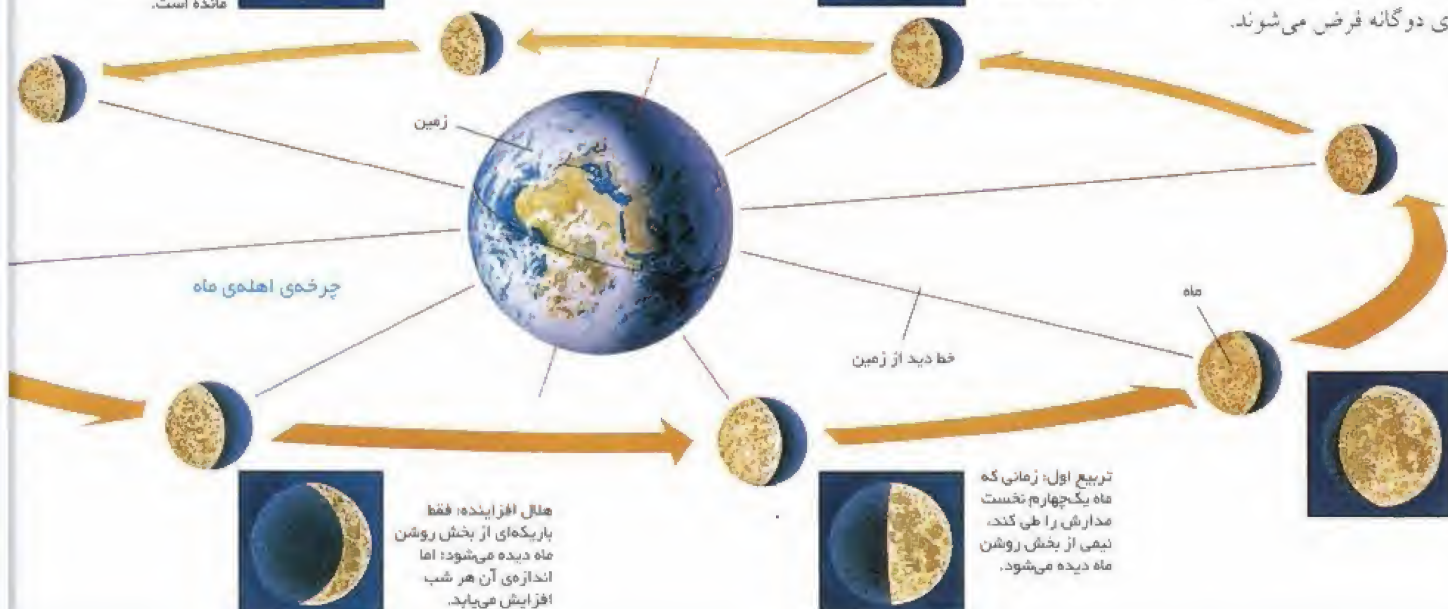 مانده است.
ی دوگانه فرض می‌شوند.
زمین
چرخه‌ی اهله‌ی ماه
ماه
خط دید از زمین
تربیع اول: زمانی که
ماه یک‌چهارم نخست
مدارش را طی کند،
نیمی از بخش روشن
ماه دیده می‌شود.
هلال افزاینده: فقط
باریکه‌ای از بخش روشن
ماه دیده می‌شود؛ اما
اندازه‌ی آن هر شب
افزایش می‌یابد.